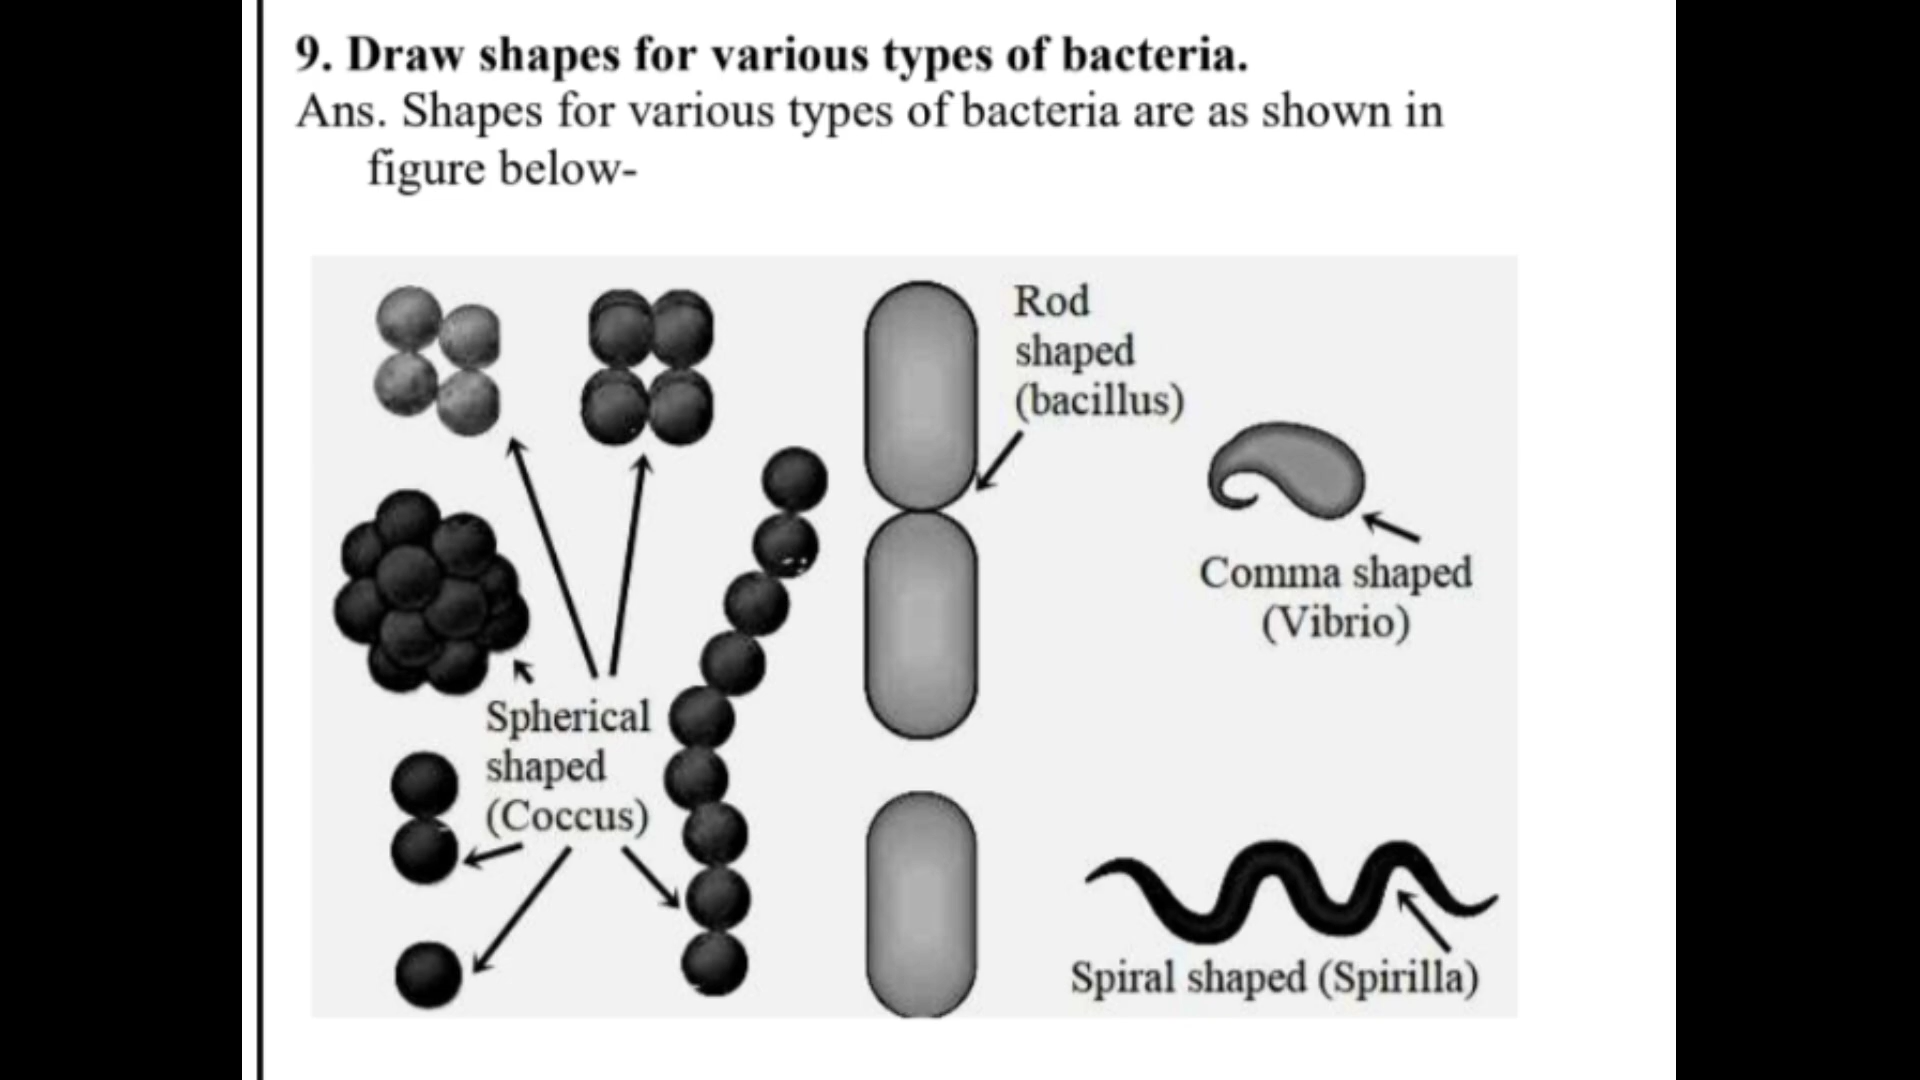 9. Draw shapes for various types of bacteria.
Ans. Shapes for various types of bacteria are as shown in
figure below-
Rod
shaped
(bacillus)
Comma shaped
(Vibrio)
Spherical
shaped
(Coccus)
Spiral shaped (Spirilla)